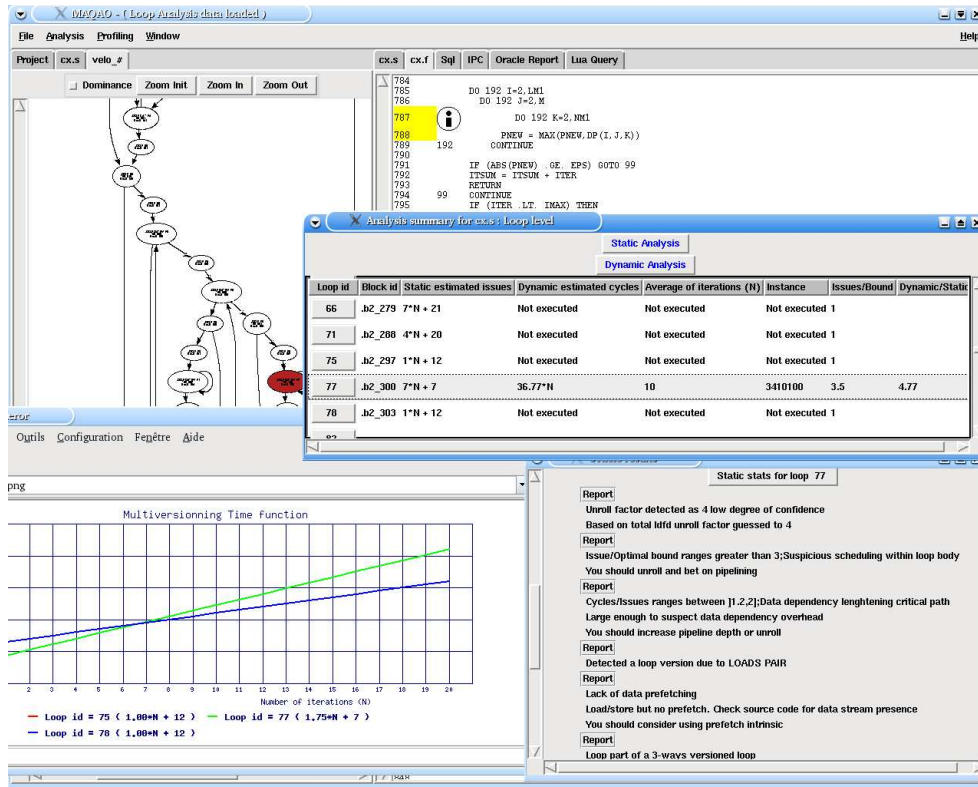 MAQAO - ( Loop Analysis data loaded )
File Analysis Profiling Window Help
Project cx.s velo_#
Dominance Zoom Init Zoom In Zoom Out
cx.s cx.f Sql IPC Oracle Report Lua Query
784
785 DO 192 I=2,LM1
786 DO 192 J=2,M
787 DO 192 K=2,NM1
788 PNEW = MAX(PNEW,DP(I,J,K))
789 192 CONTINUE
790
791 IF (ABS(PNEW) .GE. EPS) GOTO 99
792 ITSUM = ITSUM + ITER
793 RETURN
794 99 CONTINUE
795 IF (ITER .LT. IMAX) THEN
Analysis summary for cx.s : Loop level
Static Analysis
Dynamic Analysis
Loop id Block id Static estimated issues Dynamic estimated cycles Average of iterations (N) Instance Issues/Bound Dynamic/Static
66 .b2_279 7*N + 21 Not executed Not executed Not executed 1
71 .b2_288 4*N + 20 Not executed Not executed Not executed 1
75 .b2_297 1*N + 12 Not executed Not executed Not executed 1
77 .b2_300 7*N + 7 36.77*N 10 3410100 3.5 4.77
78 .b2_303 1*N + 12 Not executed Not executed Not executed 1
Outils Configuration Fenêtre Aide
png
Multiversionning Time Function
2 3 4 5 6 7 8 9 10 11 12 13 14 15 16 17 18 19 20
Number of iterations (N)
Loop id = 75 ( 1.00*N + 12 ) Loop id = 77 ( 1.75*N + 7 )
Loop id = 78 ( 1.00*N + 12 )
Static stats for loop 77
Report
Unroll factor detected as 4 low degree of confidence
Based on total ldfd unroll factor guessed to 4
Report
Issue/Optimal bound ranges greater than 3;Suspicious scheduling within loop body
You should unroll and bet on pipelining
Report
Cycles/Issues ranges between ]1.2,2];Data dependency lenghtening critical path
Large enough to suspect data dependency overhead
You should increase pipeline depth or unroll
Report
Detected a loop version due to LOADS PAIR
Report
Lack of data prefetching
Load/store but no prefetch. Check source code for data stream presence
You should consider using prefetch intrinsic
Report
Loop part of a 3-ways versioned loop